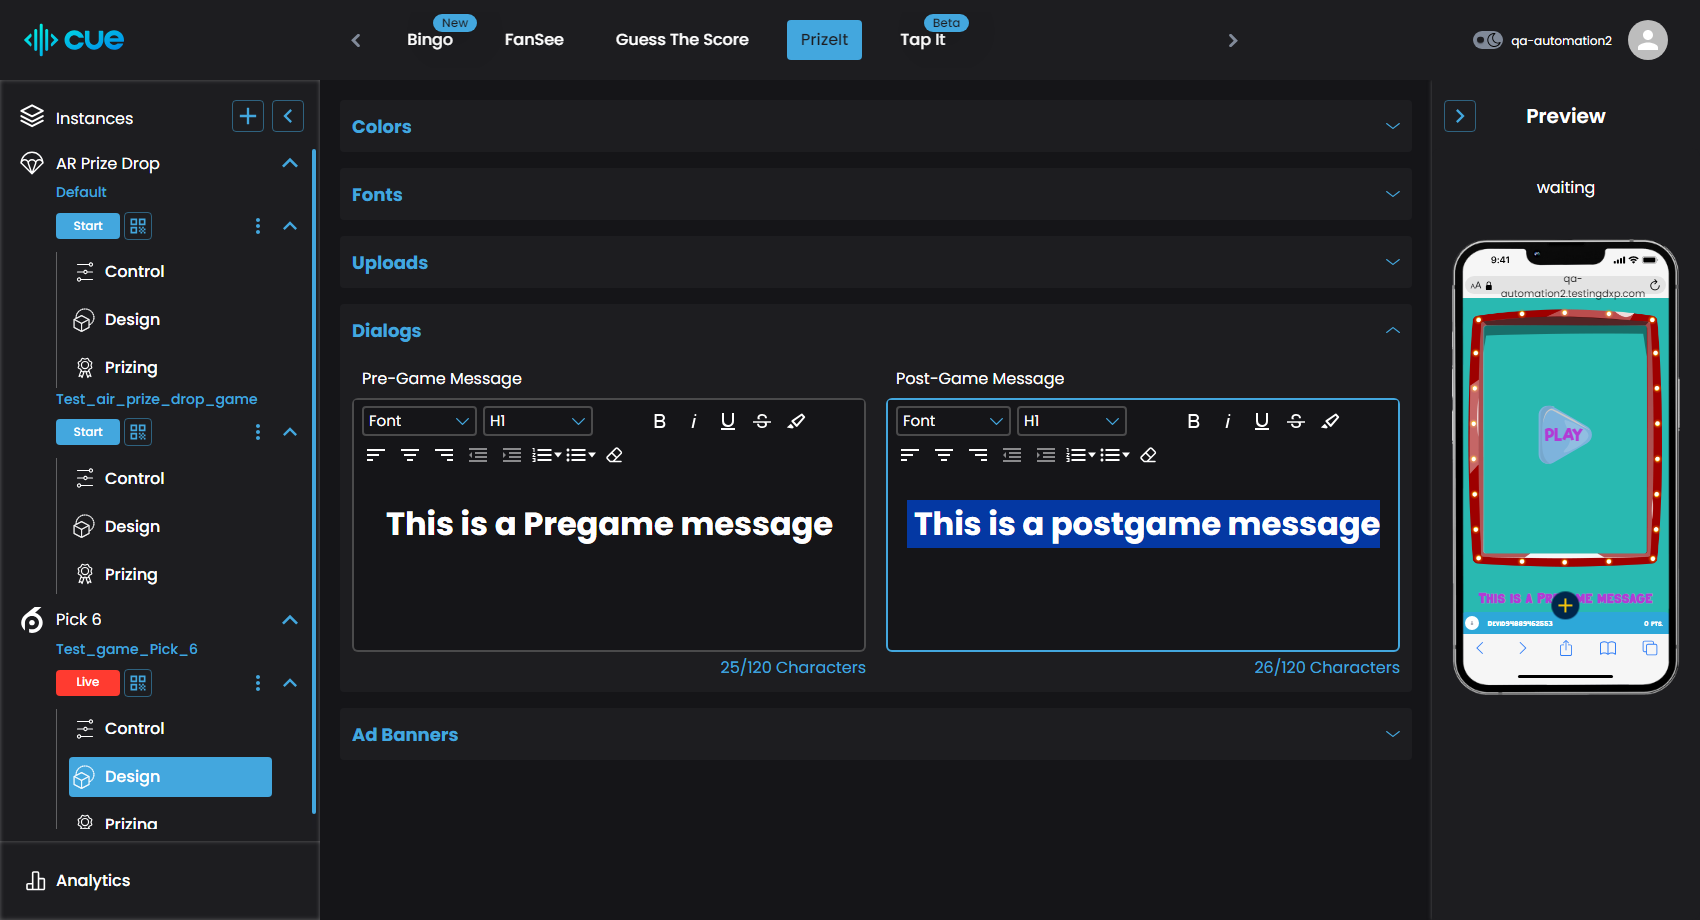 cue
Bingo
New
FanSee
Guess The Score
PrizeIt
Tap It
Beta
qa-automation2
Instances
AR Prize Drop
Default
Start
Control
Design
Prizing
Test_air_prize_drop_game
Start
Control
Design
Prizing
Pick 6
Test_game_Pick_6
Live
Control
Design
Prizing
Analytics
Colors
Fonts
Uploads
Dialogs
Pre-Game Message
Font
H1
B i U S
This is a Pregame message
25/120 Characters
Post-Game Message
Font
H1
B i U S
This is a postgame message
26/120 Characters
Ad Banners
Preview
waiting
9:41
AA
qa-
automation2.testingdxp.com
PLAY
This is a Pre me message
0 PTS.